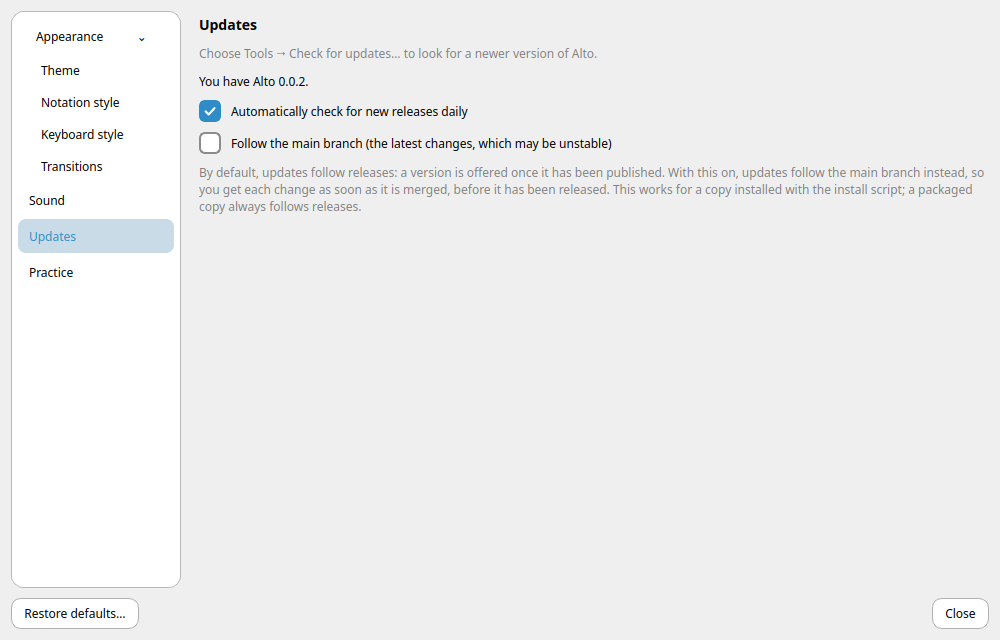 Appearance
Theme
Notation style
Keyboard style
Transitions
Sound
Updates
Practice
Updates
Choose Tools → Check for updates... to look for a newer version of Alto.
You have Alto 0.0.2.
Automatically check for new releases daily
Follow the main branch (the latest changes, which may be unstable)
By default, updates follow releases: a version is offered once it has been published. With this on, updates follow the main branch instead, so
you get each change as soon as it is merged, before it has been released. This works for a copy installed with the install script; a packaged
copy always follows releases.
Restore defaults...
Close